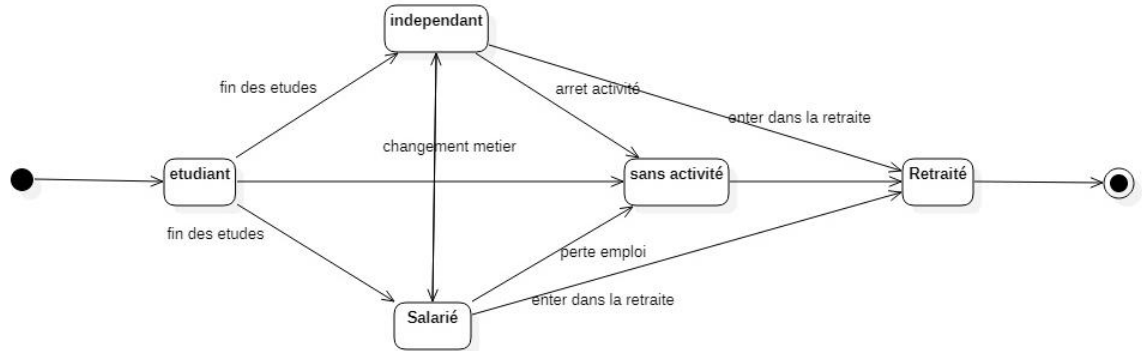 independant
fin des etudes
arret activité
enter dans la retraite
changement metier
etudiant
sans activité
Retraité
fin des etudes
perte emploi
enter dans la retraite
Salarié